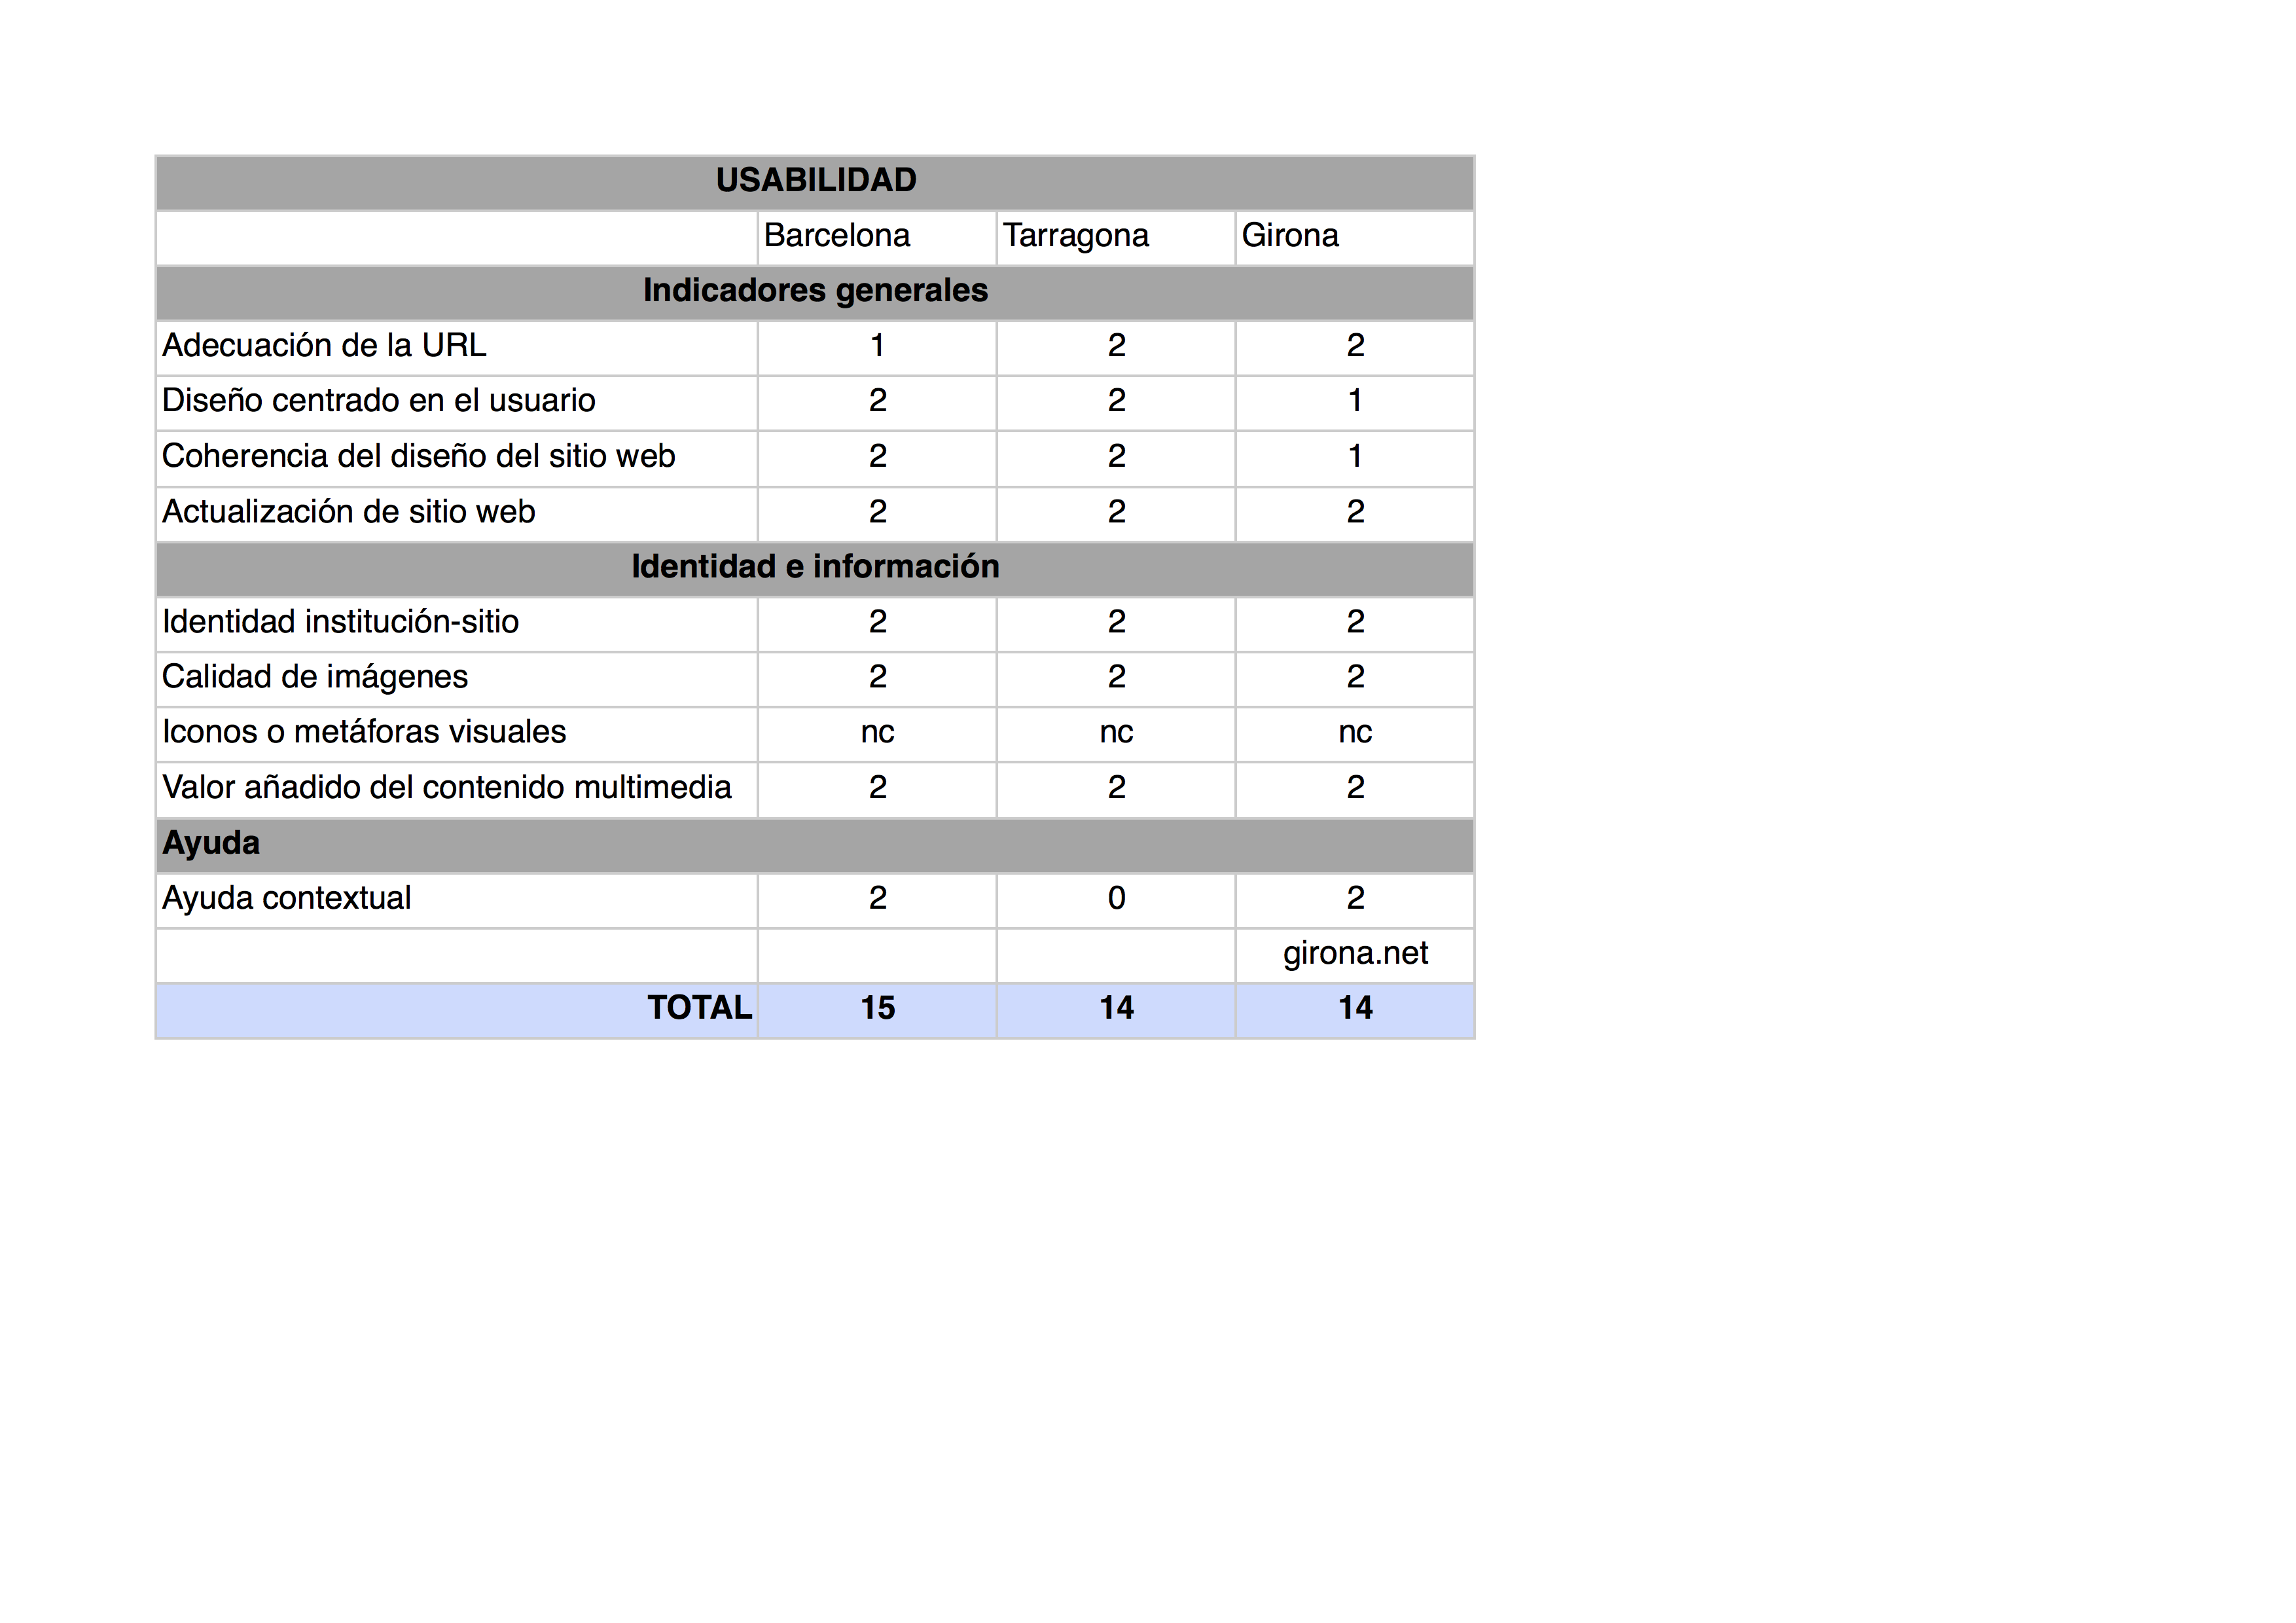 USABILIDAD
Barcelona Tarragona Girona
Indicadores generales
Adecuación de la URL 1 2 2
Diseño centrado en el usuario 2 2 1
Coherencia del diseño del sitio web 2 2 1
Actualización de sitio web 2 2 2
Identidad e información
Identidad institución-sitio 2 2 2
Calidad de imágenes 2 2 2
Iconos o metáforas visuales nc nc nc
Valor añadido del contenido multimedia 2 2 2
Ayuda
Ayuda contextual 2 0 2
girona.net
TOTAL 15 14 14